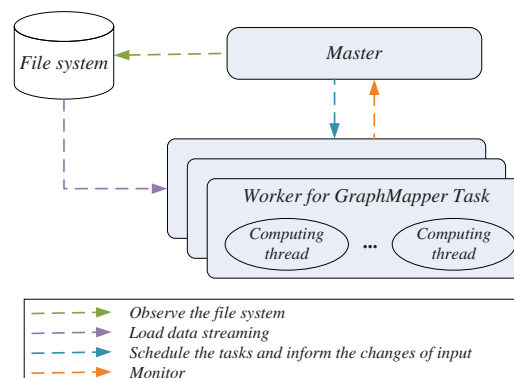 File system
Master
Worker for GraphMapper Task
Computing
thread
...
Computing
thread
Observe the file system
Load data streaming
Schedule the tasks and inform the changes of input
Monitor